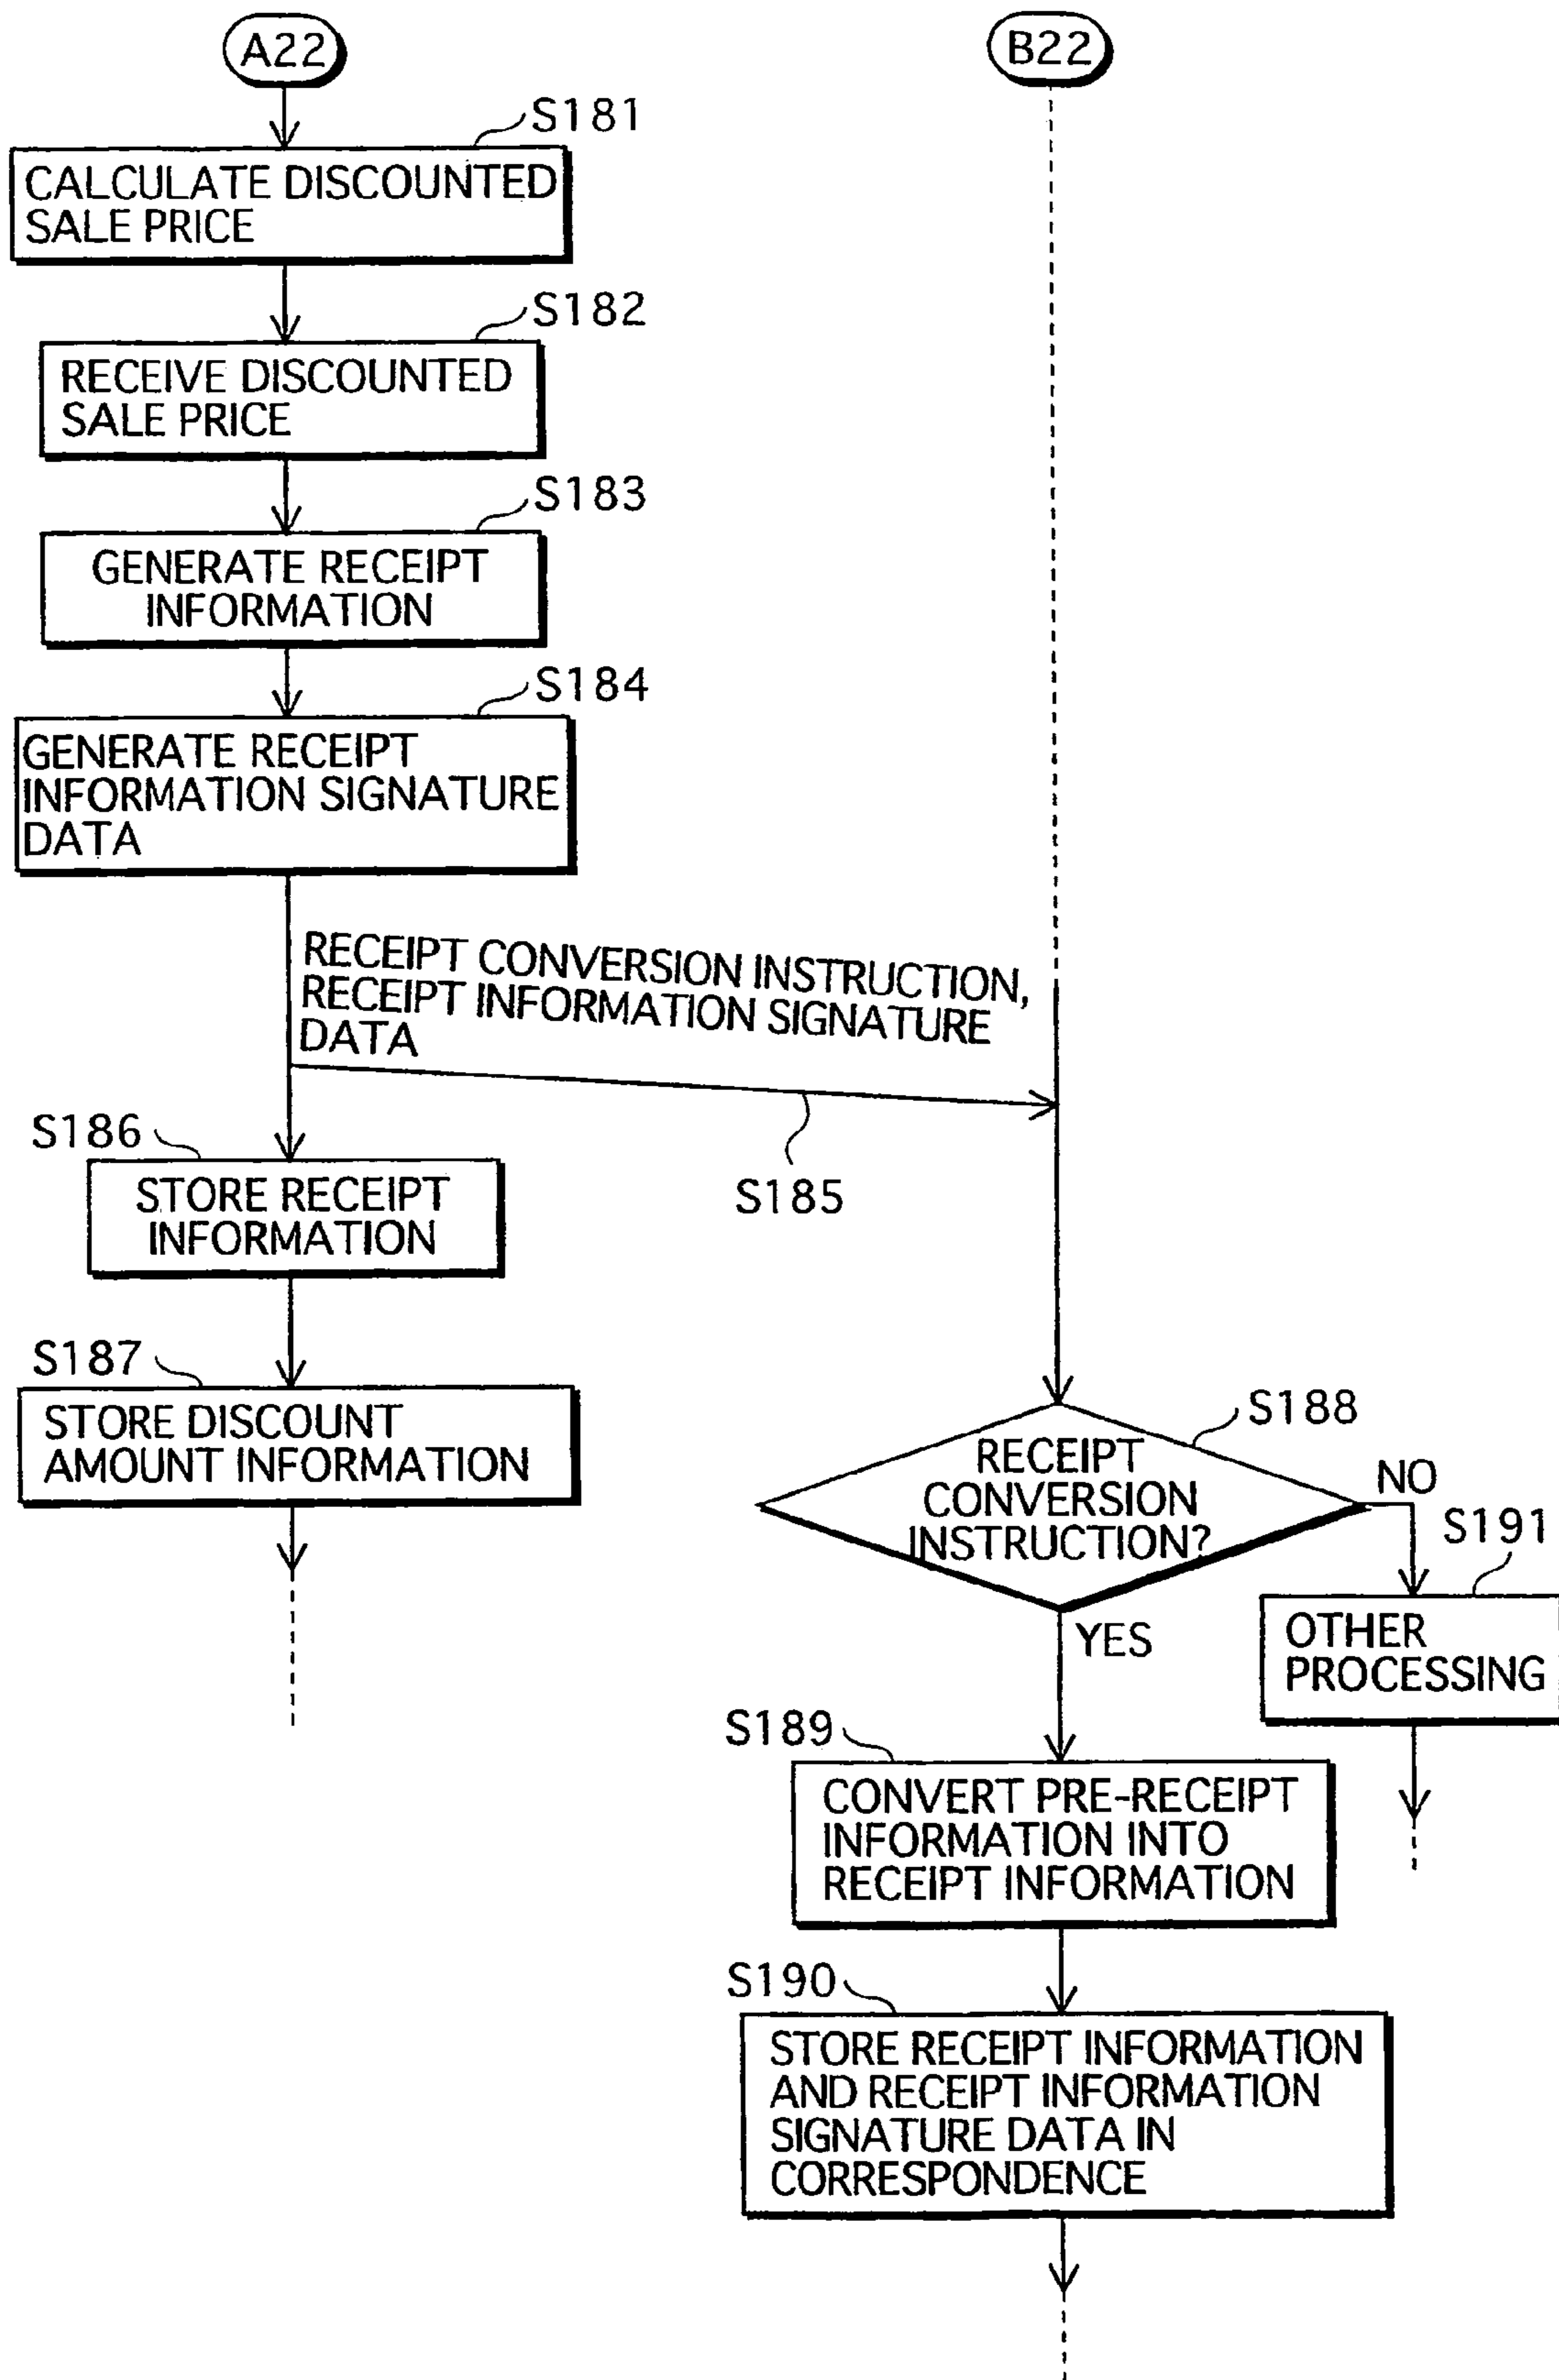 A22
B22
S181
CALCULATE DISCOUNTED
SALE PRICE
S182
RECEIVE DISCOUNTED
SALE PRICE
S183
GENERATE RECEIPT
INFORMATION
S184
GENERATE RECEIPT
INFORMATION SIGNATURE
DATA
RECEIPT CONVERSION INSTRUCTION,
RECEIPT INFORMATION SIGNATURE
DATA
S185
S186
STORE RECEIPT
INFORMATION
S187
STORE DISCOUNT
AMOUNT INFORMATION
S188
RECEIPT
CONVERSION
INSTRUCTION?
NO
YES
S191
OTHER
PROCESSING
S189
CONVERT PRE-RECEIPT
INFORMATION INTO
RECEIPT INFORMATION
S190
STORE RECEIPT INFORMATION
AND RECEIPT INFORMATION
SIGNATURE DATA IN
CORRESPONDENCE